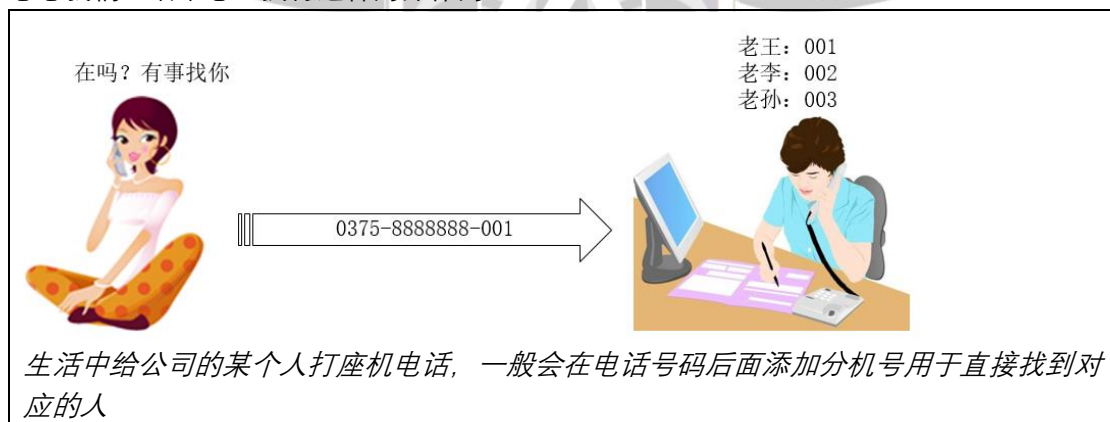 在吗？有事找你
老王：001
老李：002
老孙：003
0375-8888888-001
生活中给公司的某个人打座机电话，一般会在电话号码后面添加分机号用于直接找到对
应的人